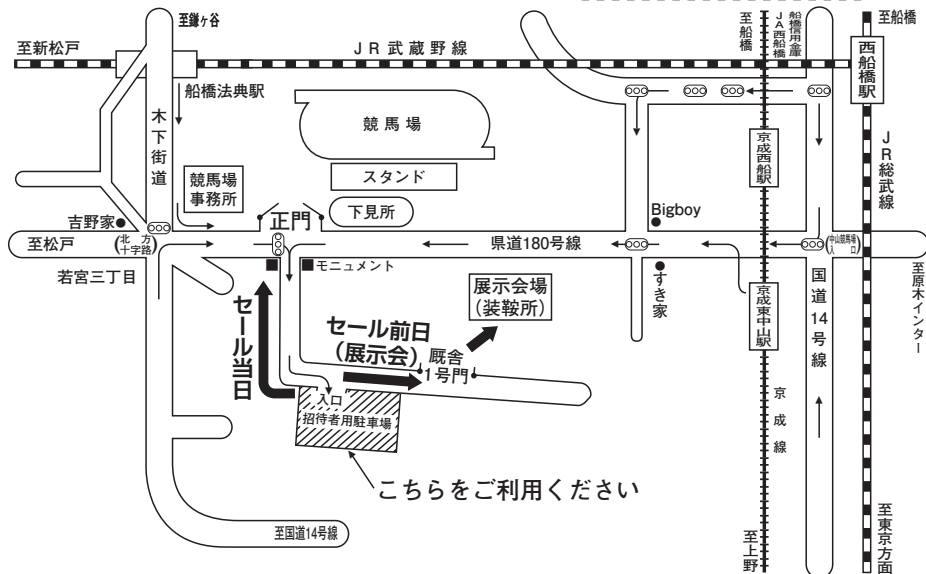 至鎌ケ谷
至新松戸
JR武蔵野線
至船橋
JA西船橋
船橋信用金庫
至船橋
西船橋駅
船橋法典駅
木下街道
競馬場
スタンド
競馬場
事務所
下見所
正門
京成西船駅
JR総武線
Bigboy
吉野家
至松戸
北方
十字路
県道180号線
中山競馬場
入口
モニュメント
若宮三丁目
すき家
展示会場
(装鞍所)
京成東中山駅
国道14号線
至原木インター
セール当日
セール前日
(展示会)
厩舎
1号門
入口
招待者用駐車場
京成線
こちらをご利用ください
至国道14号線
至上野
至東京方面